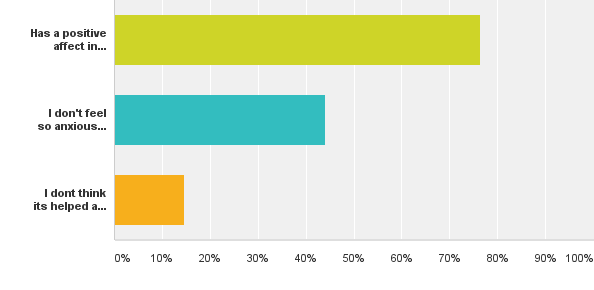 Has a positive
affect in...
I don't feel
so anxious...
I dont think
its helped a...
0% 10% 20% 30% 40% 50% 60% 70% 80% 90% 100%